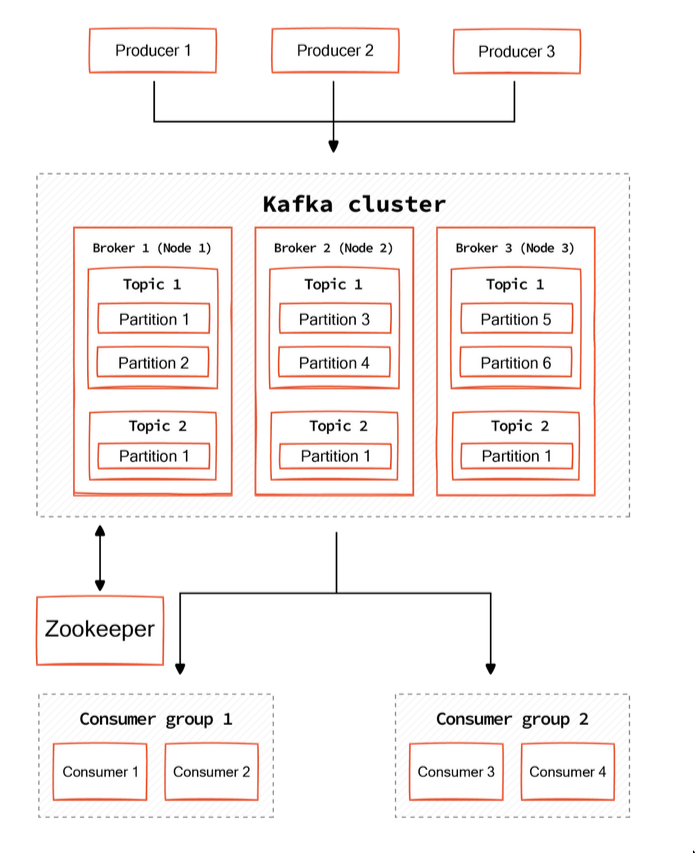 Producer 1
Producer 2
Producer 3
Kafka cluster
Broker 1 (Node 1)
Topic 1
Partition 1
Partition 2
Topic 2
Partition 1
Broker 2 (Node 2)
Topic 1
Partition 3
Partition 4
Topic 2
Partition 1
Broker 3 (Node 3)
Topic 1
Partition 5
Partition 6
Topic 2
Partition 1
Zookeeper
Consumer group 1
Consumer 1
Consumer 2
Consumer group 2
Consumer 3
Consumer 4